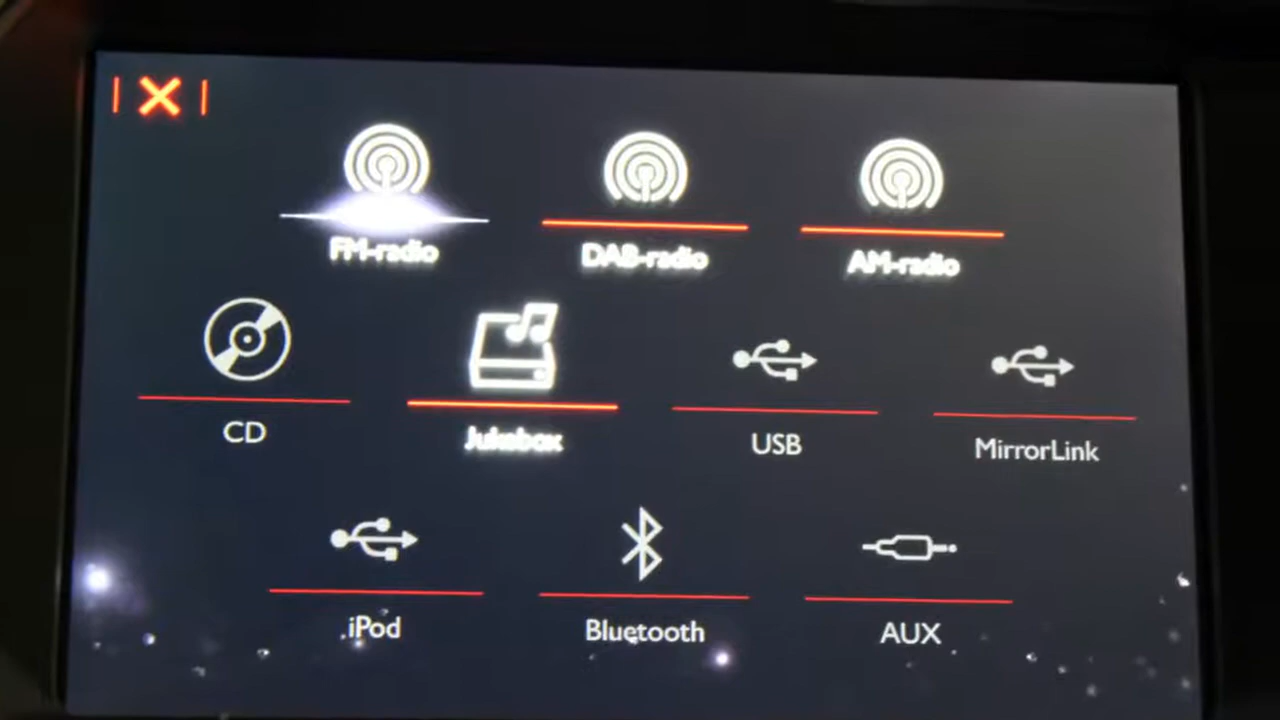 FM-radio
DAB-radio
AM-radio
CD
Jukebox
USB
MirrorLink
iPod
Bluetooth
AUX